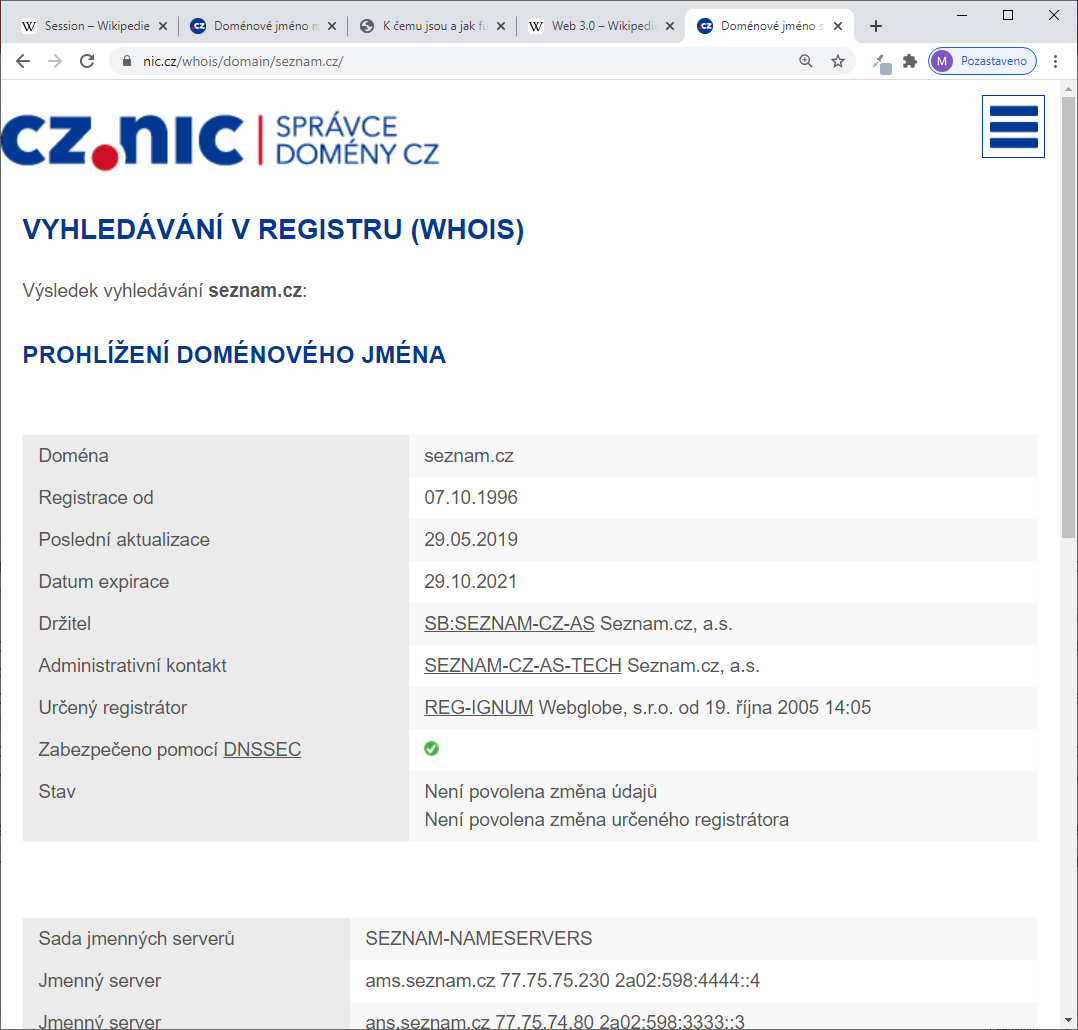 Session – Wikipedie
Doménové jméno
K čemu jsou a jak fu
Web 3.0 – Wikipedie
Doménové jméno s
nic.cz/whois/domain/seznam.cz/
M Pozastaveno
CZ.NIC | SPRÁVCE
DOMÉNY CZ
VYHLEDÁVÁNÍ V REGISTRU (WHOIS)
Výsledek vyhledávání seznam.cz:
PROHLÍŽENÍ DOMÉNOVÉHO JMÉNA
Doména seznam.cz
Registrace od 07.10.1996
Poslední aktualizace 29.05.2019
Datum expirace 29.10.2021
Držitel SB:SEZNAM-CZ-AS Seznam.cz, a.s.
Administrativní kontakt SEZNAM-CZ-AS-TECH Seznam.cz, a.s.
Určený registrátor REG-IGNUM Webglobe, s.r.o. od 19. října 2005 14:05
Zabezpečeno pomocí DNSSEC
Stav Není povolena změna údajů
Není povolena změna určeného registrátora
Sada jmenných serverů SEZNAM-NAMESERVERS
Jmenný server ams.seznam.cz 77.75.75.230 2a02:598:4444::4
Jmenný server ans.seznam.cz 77.75.74.80 2a02:598:3333::3